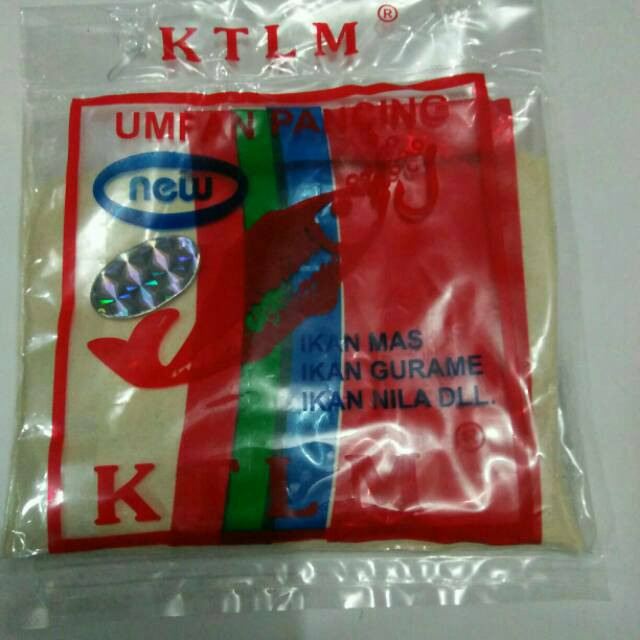 KTLM ®
UMPAN PANCING
new
IKAN MAS
IKAN GURAME
IKAN NILA DLL.
®
KTLM